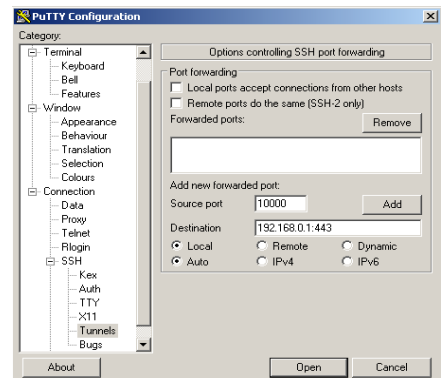 PuTTY Configuration
Category:
Terminal
Keyboard
Bell
Features
Window
Appearance
Behaviour
Translation
Selection
Colours
Connection
Data
Proxy
Telnet
Rlogin
SSH
Kex
Auth
TTY
X11
Tunnels
Bugs
Options controlling SSH port forwarding
Port forwarding
Local ports accept connections from other hosts
Remote ports do the same (SSH-2 only)
Forwarded ports: Remove
Add new forwarded port:
Source port 10000 Add
Destination 192.168.0.1:443
Local Remote Dynamic
Auto IPv4 IPv6
About Open Cancel